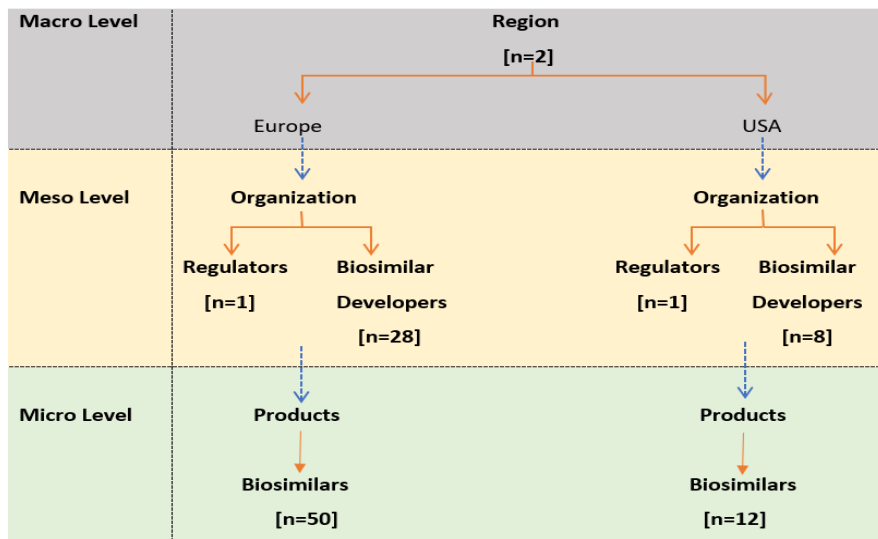 Macro Level
Region
[n=2]
Europe
USA
Meso Level
Organization
Organization
Regulators
[n=1]
Biosimilar
Developers
[n=28]
Regulators
[n=1]
Biosimilar
Developers
[n=8]
Micro Level
Products
Products
Biosimilars
[n=50]
Biosimilars
[n=12]